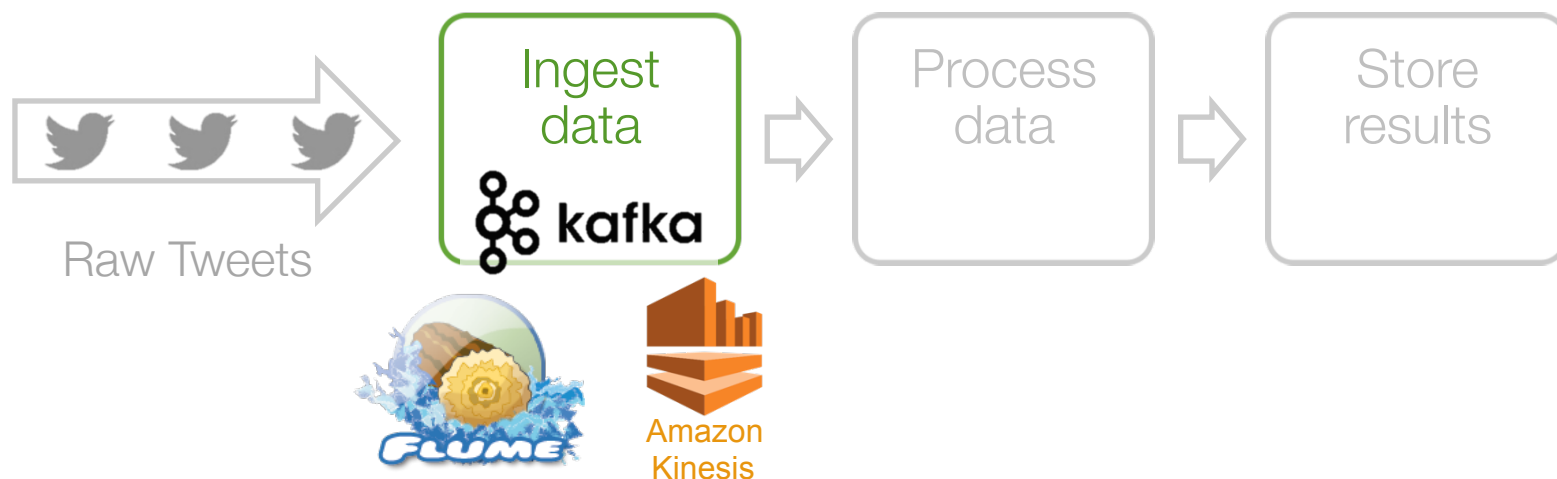 Ingest
data
kafka
Process
data
Store
results
Raw Tweets
FLUME
Amazon
Kinesis